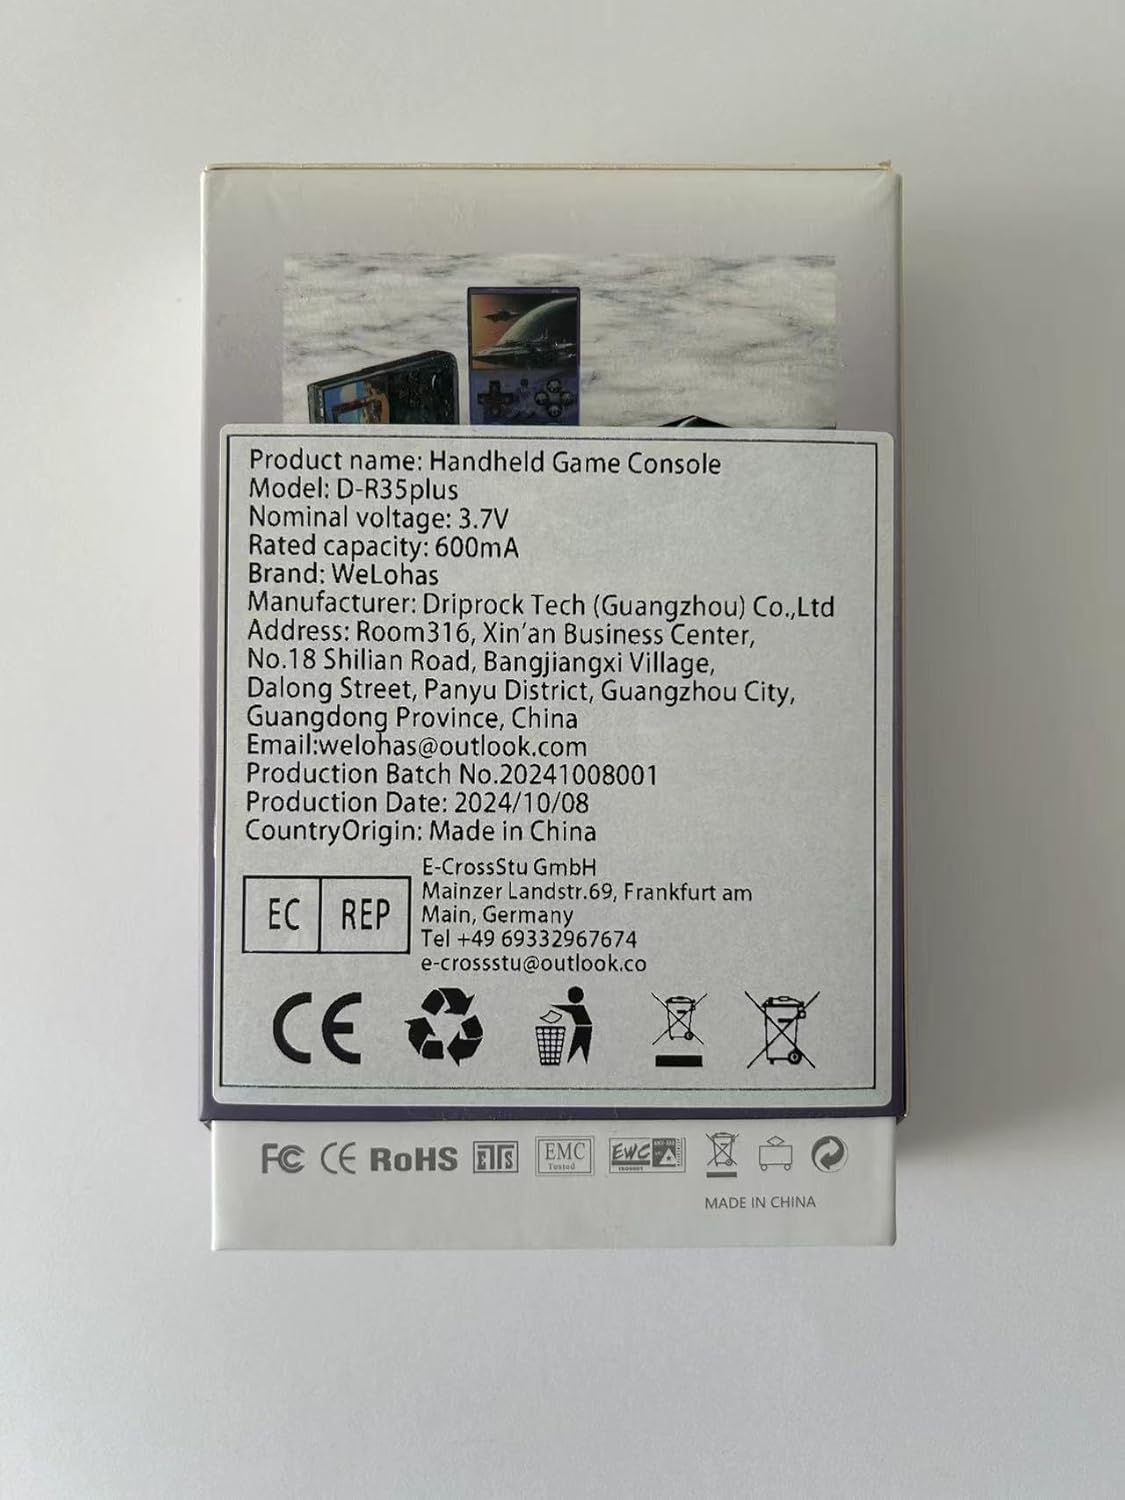 Product name: Handheld Game Console
Model: D-R35plus
Nominal voltage: 3.7V
Rated capacity: 600mA
Brand: WeLohas
Manufacturer: Driprock Tech (Guangzhou) Co.,Ltd
Address: Room316, Xin'an Business Center,
No.18 Shilian Road, Bangjiangxi Village,
Dalong Street, Panyu District, Guangzhou City,
Guangdong Province, China
Email:welohas@outlook.com
Production Batch No.20241008001
Production Date: 2024/10/08
CountryOrigin: Made in China
EC REP
E-CrossStu GmbH
Mainzer Landstr.69, Frankfurt am
Main, Germany
Tel +49 69332967674
e-crossstu@outlook.co
CE
FC CE RoHS ETS EMC Tested EWC
MADE IN CHINA